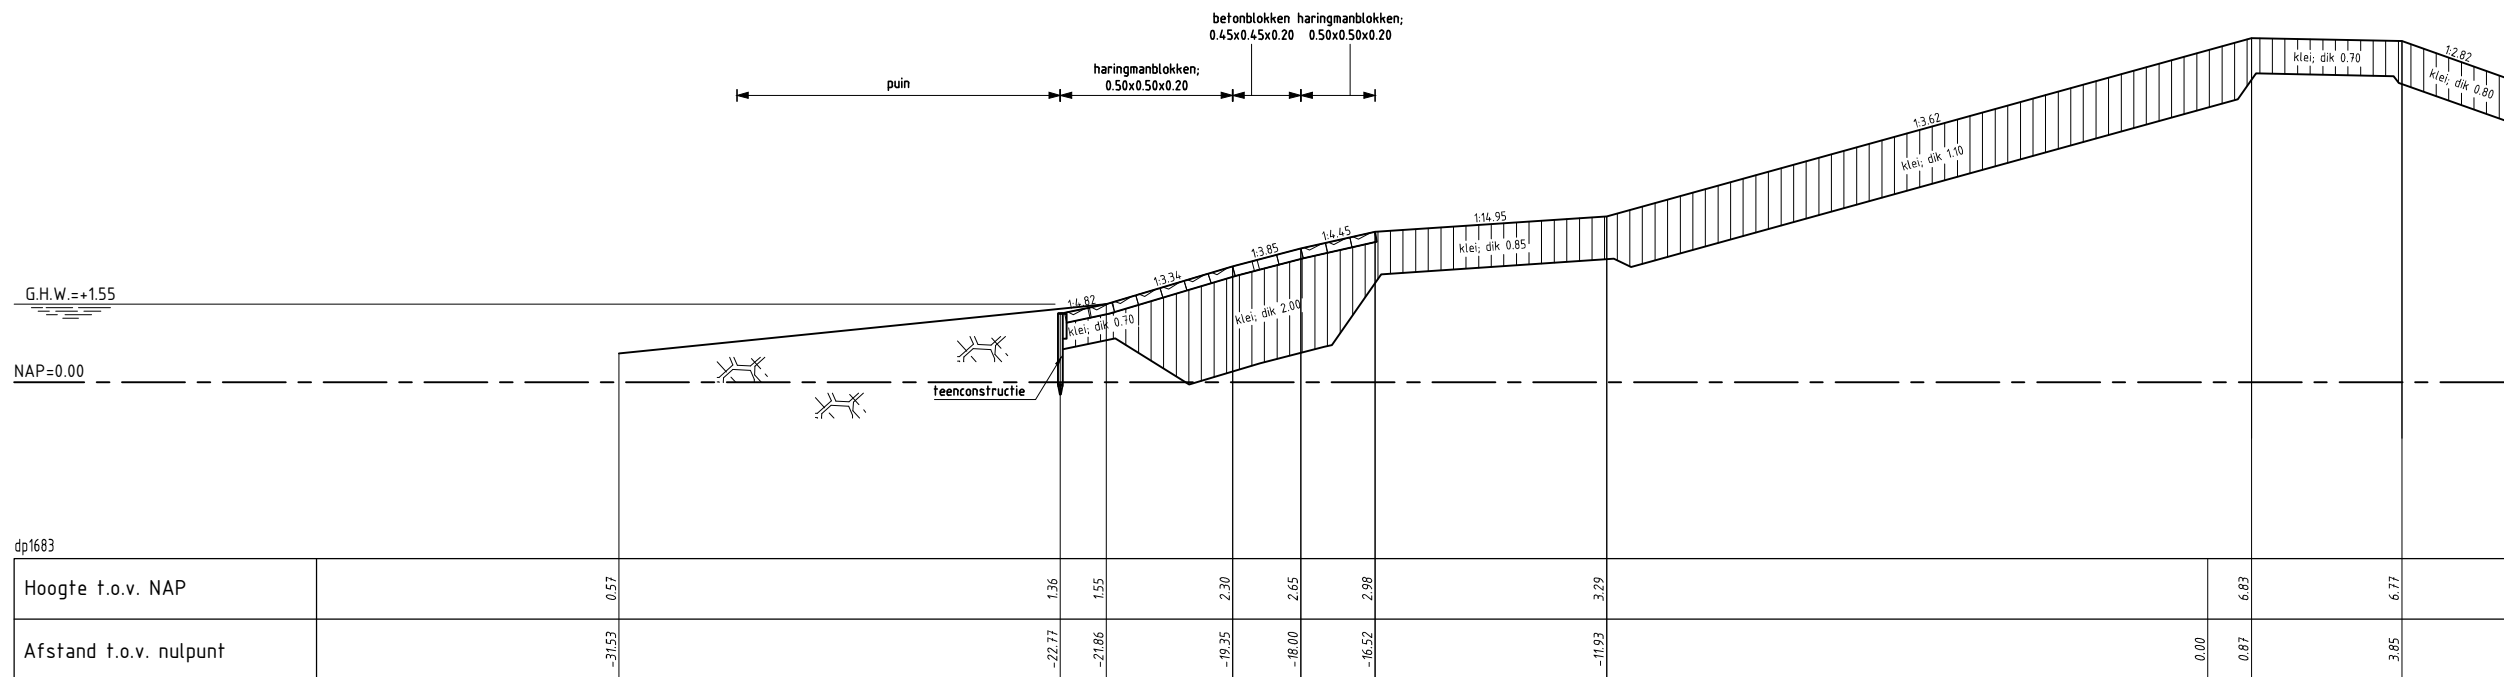 betonblokken haringmanblokken;
0.45x0.45x0.20 0.50x0.50x0.20
haringmanblokken;
0.50x0.50x0.20
puin
1:2.82
klei; dik 0.70
klei; dik 0.80
1:3.62
klei; dik 1.10
1:14.95
klei; dik 0.85
1:4.45
1:3.85
1:3.34
1:4.82
klei; dik 2.00
klei; dik 0.70
G.H.W.=+1.55
NAP=0.00
teenconstructie
dp1683
Hoogte t.o.v. NAP 0.57 1.36 1.55 2.30 2.65 2.98 3.29 6.83 6.77
Afstand t.o.v. nulpunt -31.53 -22.77 -21.86 -19.35 -18.00 -16.52 -11.93 0.00 0.87 3.85